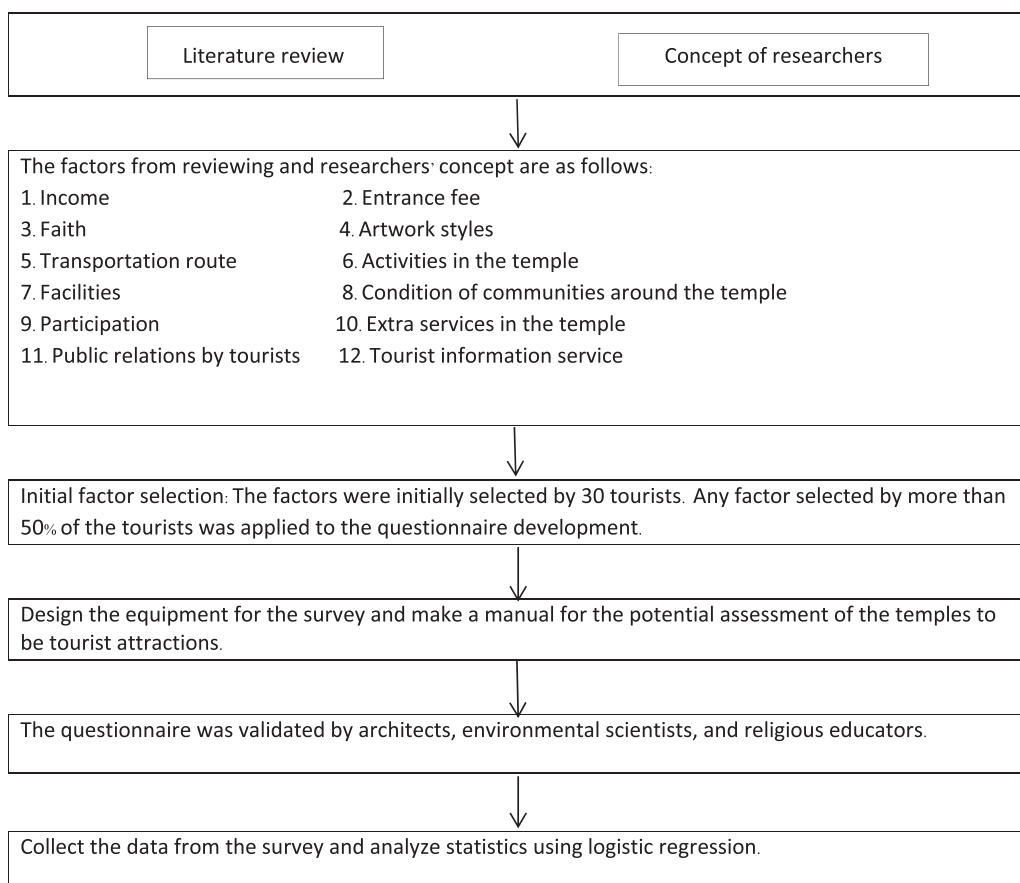 Literature review
Concept of researchers
The factors from reviewing and researchers' concept are as follows:
1. Income 2. Entrance fee
3. Faith 4. Artwork styles
5. Transportation route 6. Activities in the temple
7. Facilities 8. Condition of communities around the temple
9. Participation 10. Extra services in the temple
11. Public relations by tourists 12. Tourist information service
Initial factor selection: The factors were initially selected by 30 tourists. Any factor selected by more than
50% of the tourists was applied to the questionnaire development.
Design the equipment for the survey and make a manual for the potential assessment of the temples to
be tourist attractions.
The questionnaire was validated by architects, environmental scientists, and religious educators.
Collect the data from the survey and analyze statistics using logistic regression.